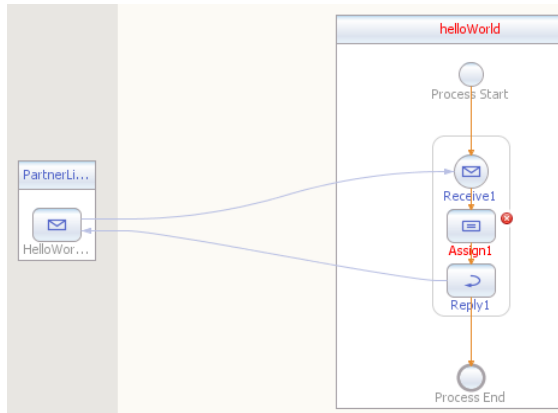 helloWorld
Process Start
PartnerLi...
Receive1
HelloWor...
Assign1
Reply1
Process End